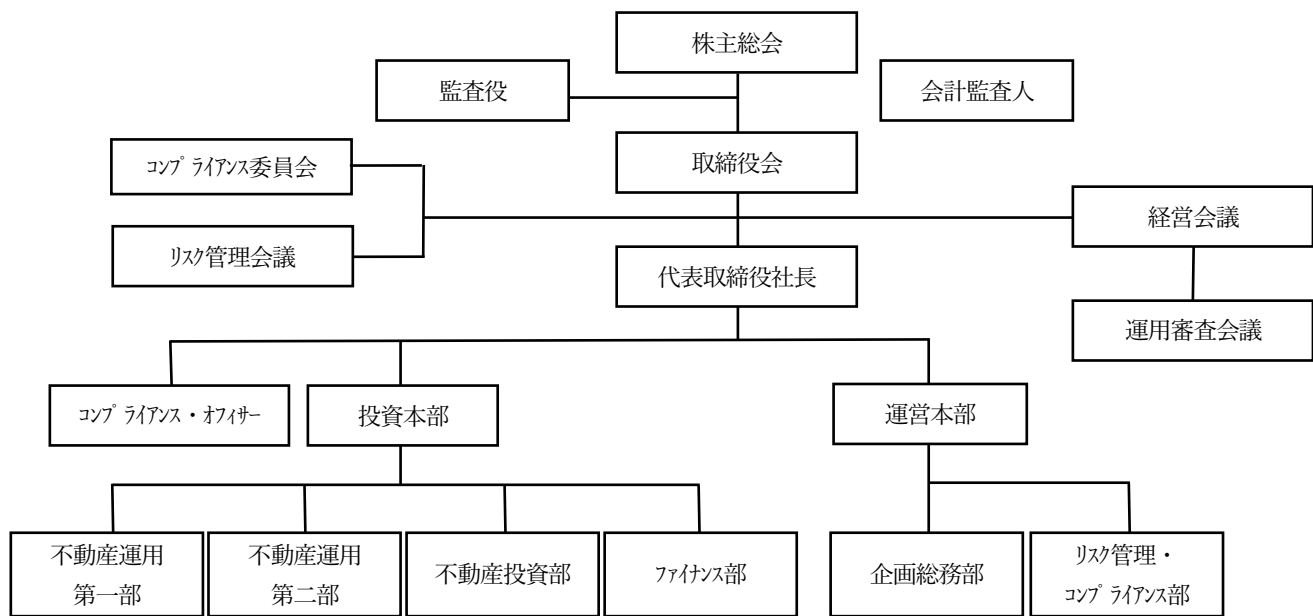 株主総会
監査役
会計監査人
コンプライアンス委員会
取締役会
経営会議
リスク管理会議
代表取締役社長
運用審査会議
コンプライアンス・オフィサー
投資本部
運営本部
不動産運用
第一部
不動産運用
第二部
不動産投資部
ファイナンス部
企画総務部
リスク管理・
コンプライアンス部